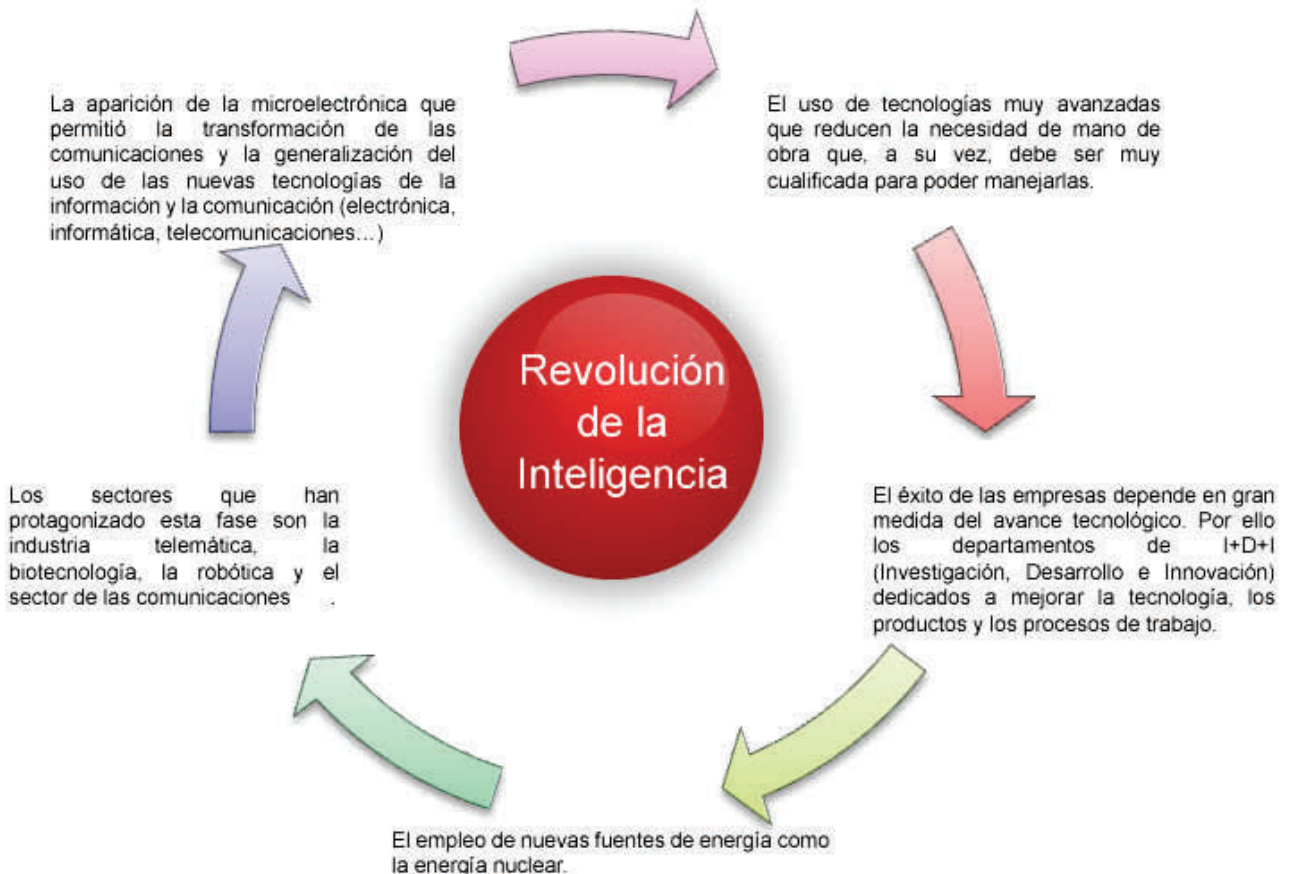 La aparición de la microelectrónica que
permitió la transformación de las
comunicaciones y la generalización del
uso de las nuevas tecnologías de la
información y la comunicación (electrónica,
informática, telecomunicaciones…)
El uso de tecnologías muy avanzadas
que reducen la necesidad de mano de
obra que, a su vez, debe ser muy
cualificada para poder manejarlas.
Revolución
de la
Inteligencia
El éxito de las empresas depende en gran
medida del avance tecnológico. Por ello
los departamentos de I+D+I
(Investigación, Desarrollo e Innovación)
dedicados a mejorar la tecnología, los
productos y los procesos de trabajo.
El empleo de nuevas fuentes de energía como
la energía nuclear.
Los sectores que han
protagonizado esta fase son la
industria telemática, la
biotecnología, la robótica y el
sector de las comunicaciones .